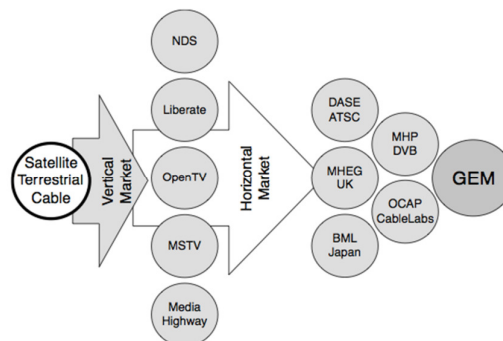 Satellite
Terrestrial
Cable
Vertical
Market
NDS
Liberate
OpenTV
MSTV
Media
Highway
Horizontal
Market
DASE
ATSC
MHEG
UK
BML
Japan
MHP
DVB
OCAP
CableLabs
GEM